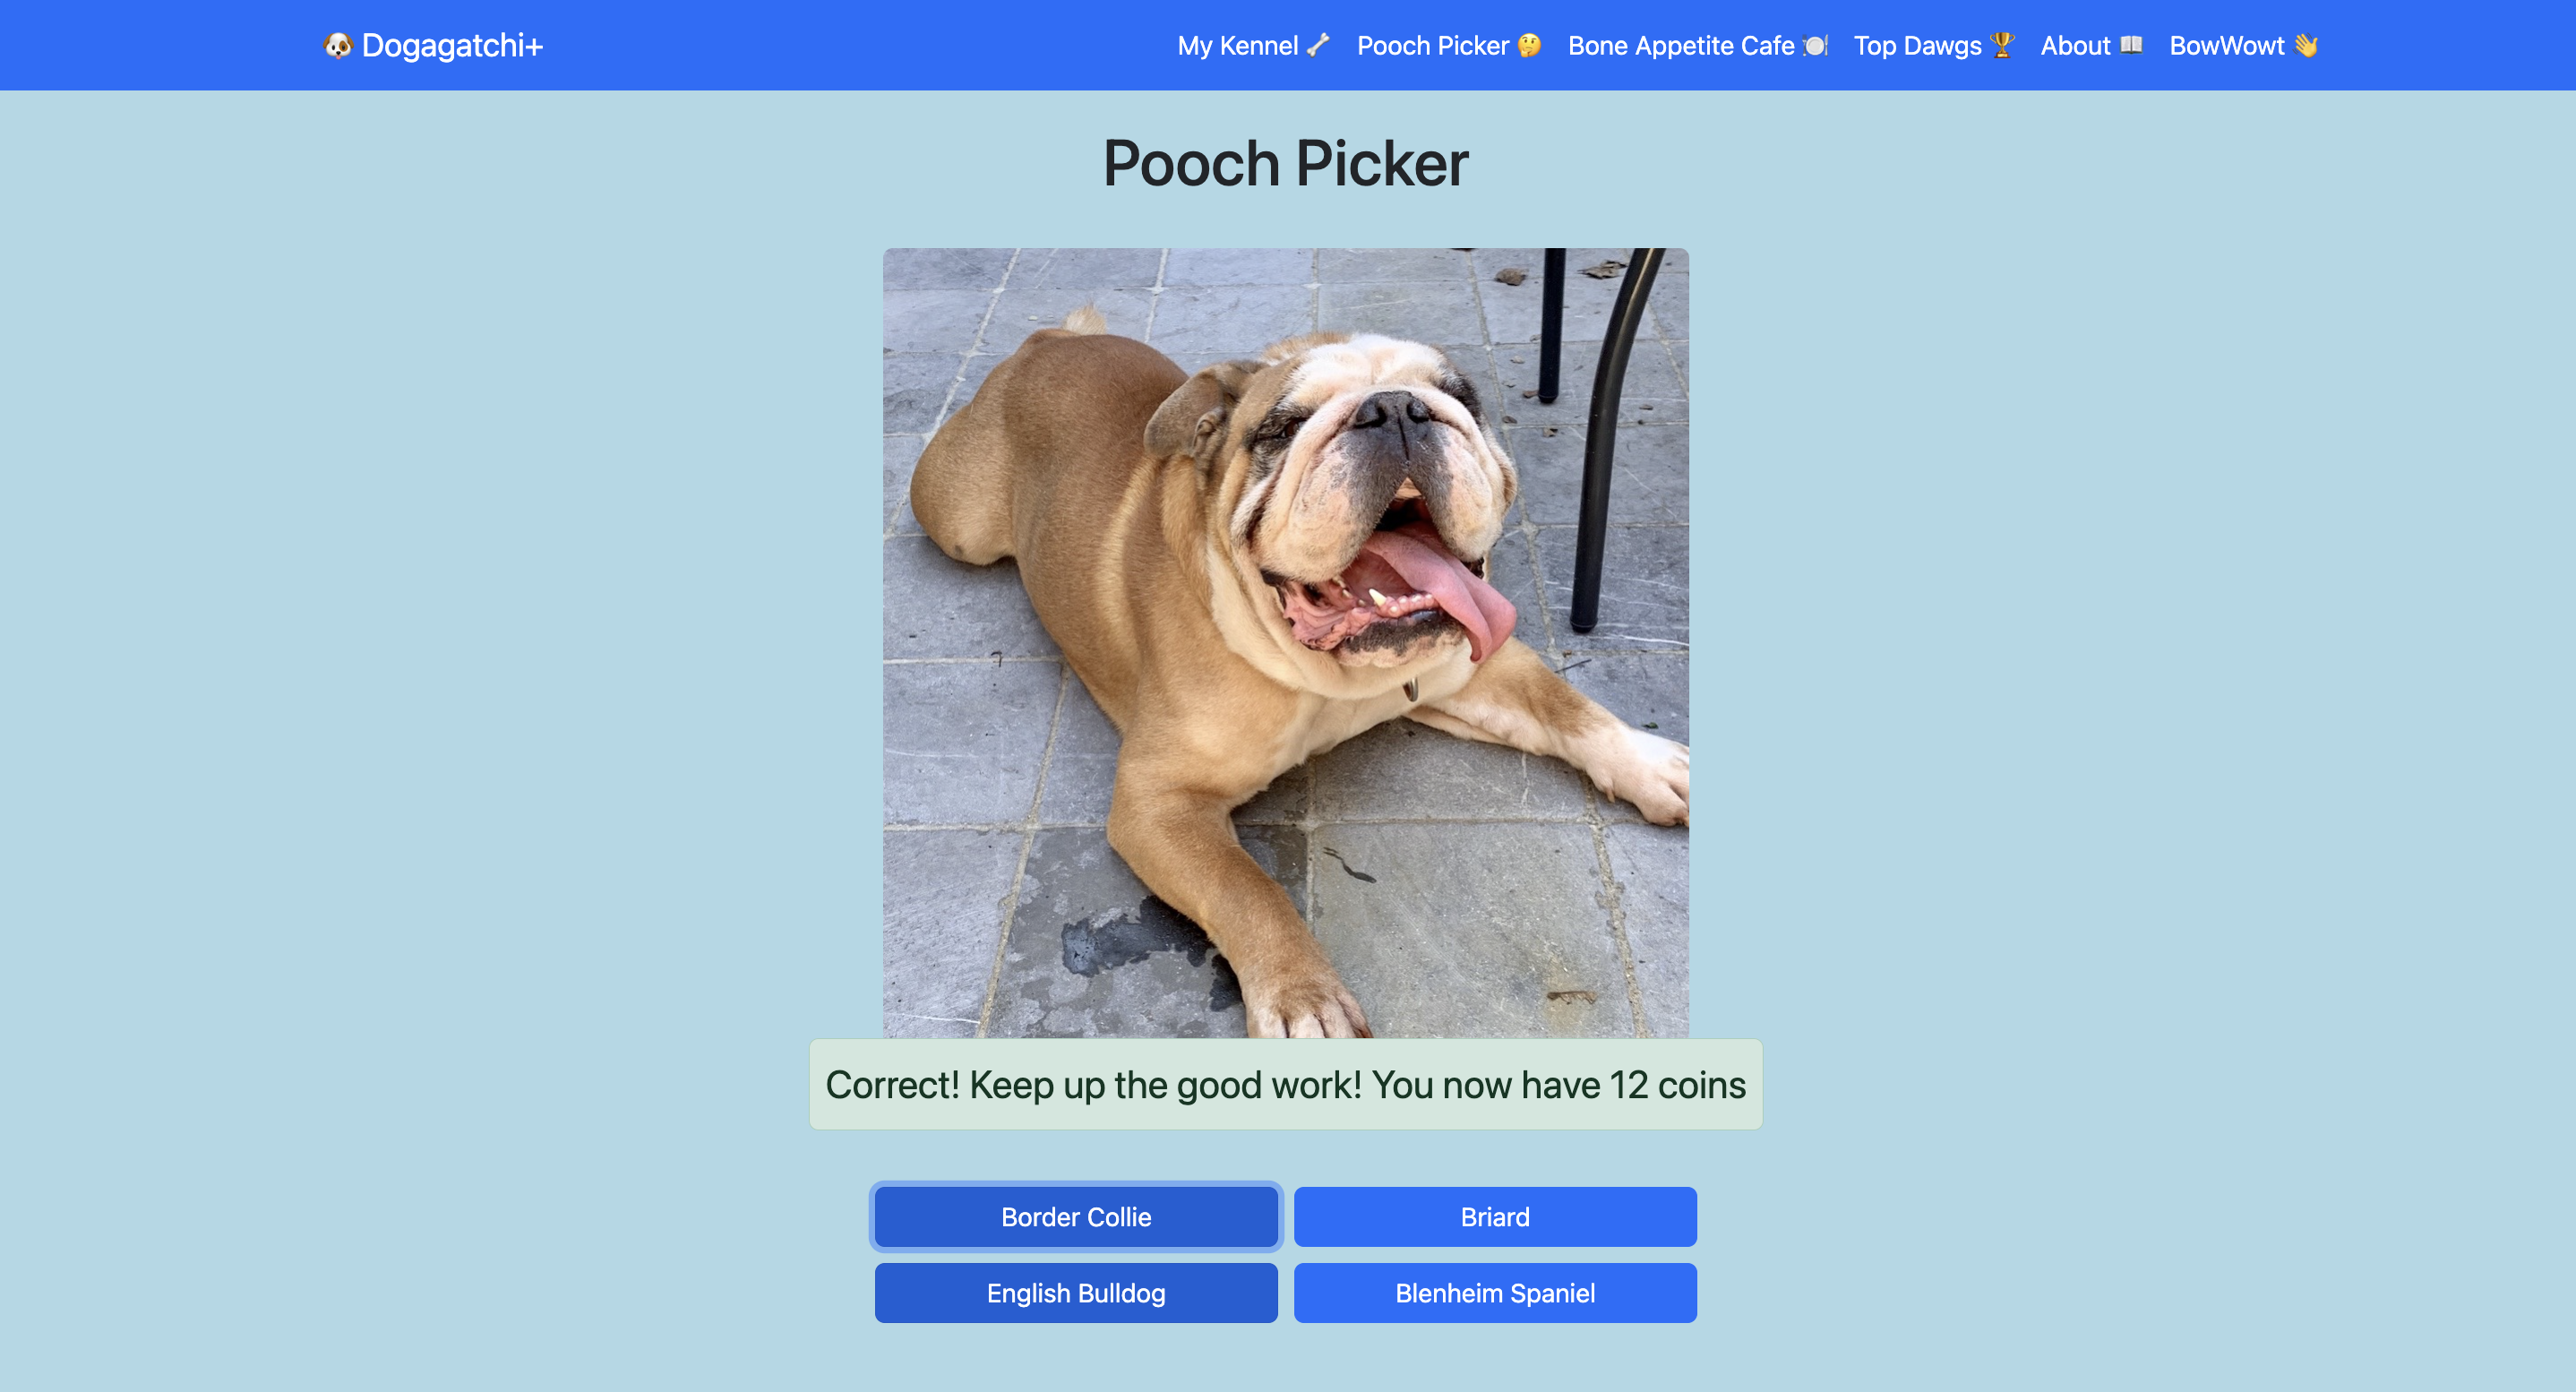 🐶 Dogagatchi+
My Kennel 🦴 Pooch Picker 🤔 Bone Appetite Cafe 🍽️ Top Dawgs 🏆 About 📖 BowWowt 👋
Pooch Picker
Correct! Keep up the good work! You now have 12 coins
Border Collie
Briard
English Bulldog
Blenheim Spaniel